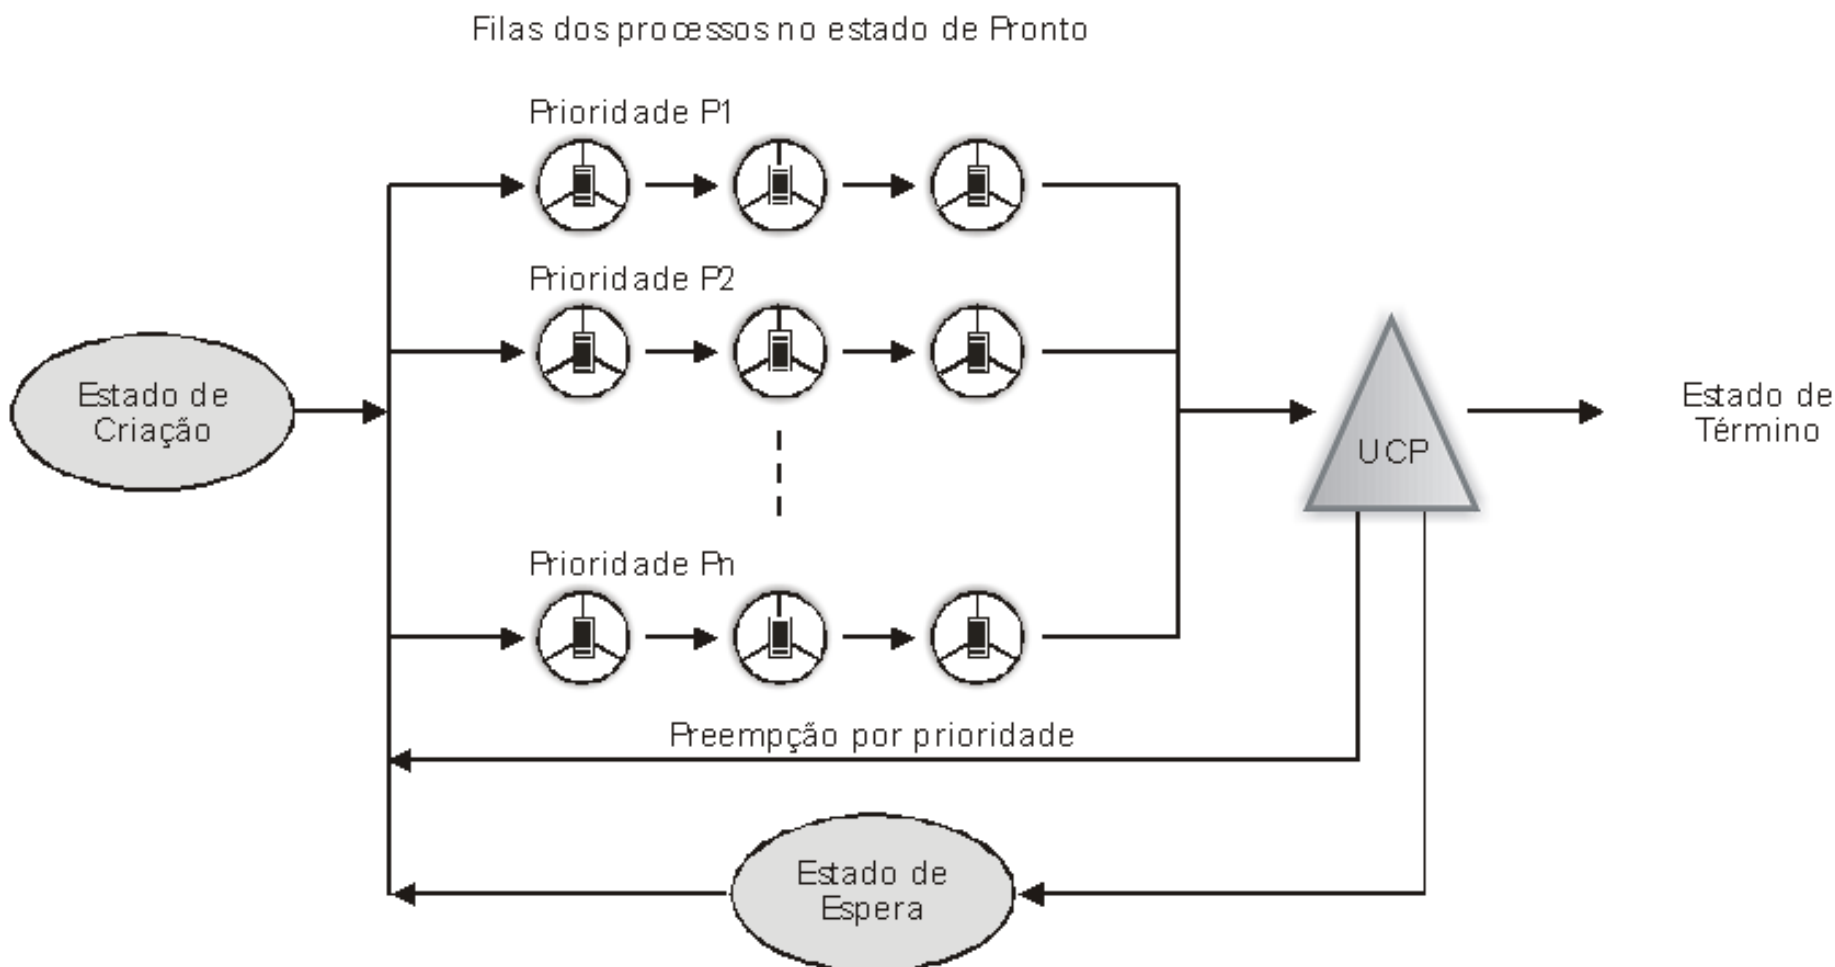 Filas dos processos no estado de Pronto
Prioridade P1
Prioridade P2
Estado de
Criação
UCP
Estado de
Término
Prioridade Pn
Preempção por prioridade
Estado de
Espera